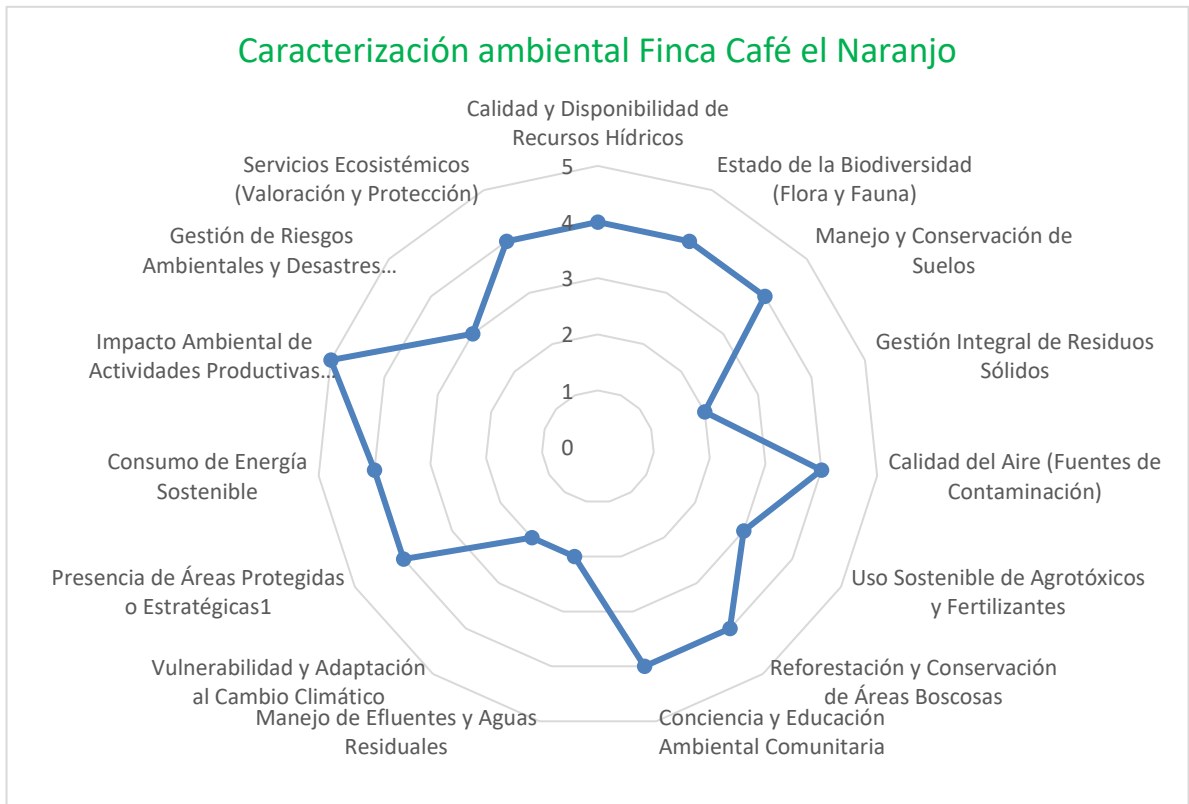 Caracterización ambiental Finca Café el Naranjo
Calidad y Disponibilidad de
Recursos Hídricos
Estado de la Biodiversidad
(Flora y Fauna)
Manejo y Conservación de
Suelos
Gestión Integral de Residuos
Sólidos
Calidad del Aire (Fuentes de
Contaminación)
Uso Sostenible de Agrotóxicos
y Fertilizantes
Reforestación y Conservación
de Áreas Boscosas
Conciencia y Educación
Ambiental Comunitaria
Manejo de Efluentes y Aguas
Residuales
Vulnerabilidad y Adaptación
al Cambio Climático
Presencia de Áreas Protegidas
o Estratégicas1
Consumo de Energía
Sostenible
Impacto Ambiental de
Actividades Productivas...
Gestión de Riesgos
Ambientales y Desastres...
Servicios Ecosistémicos
(Valoración y Protección)
5
4
3
2
1
0